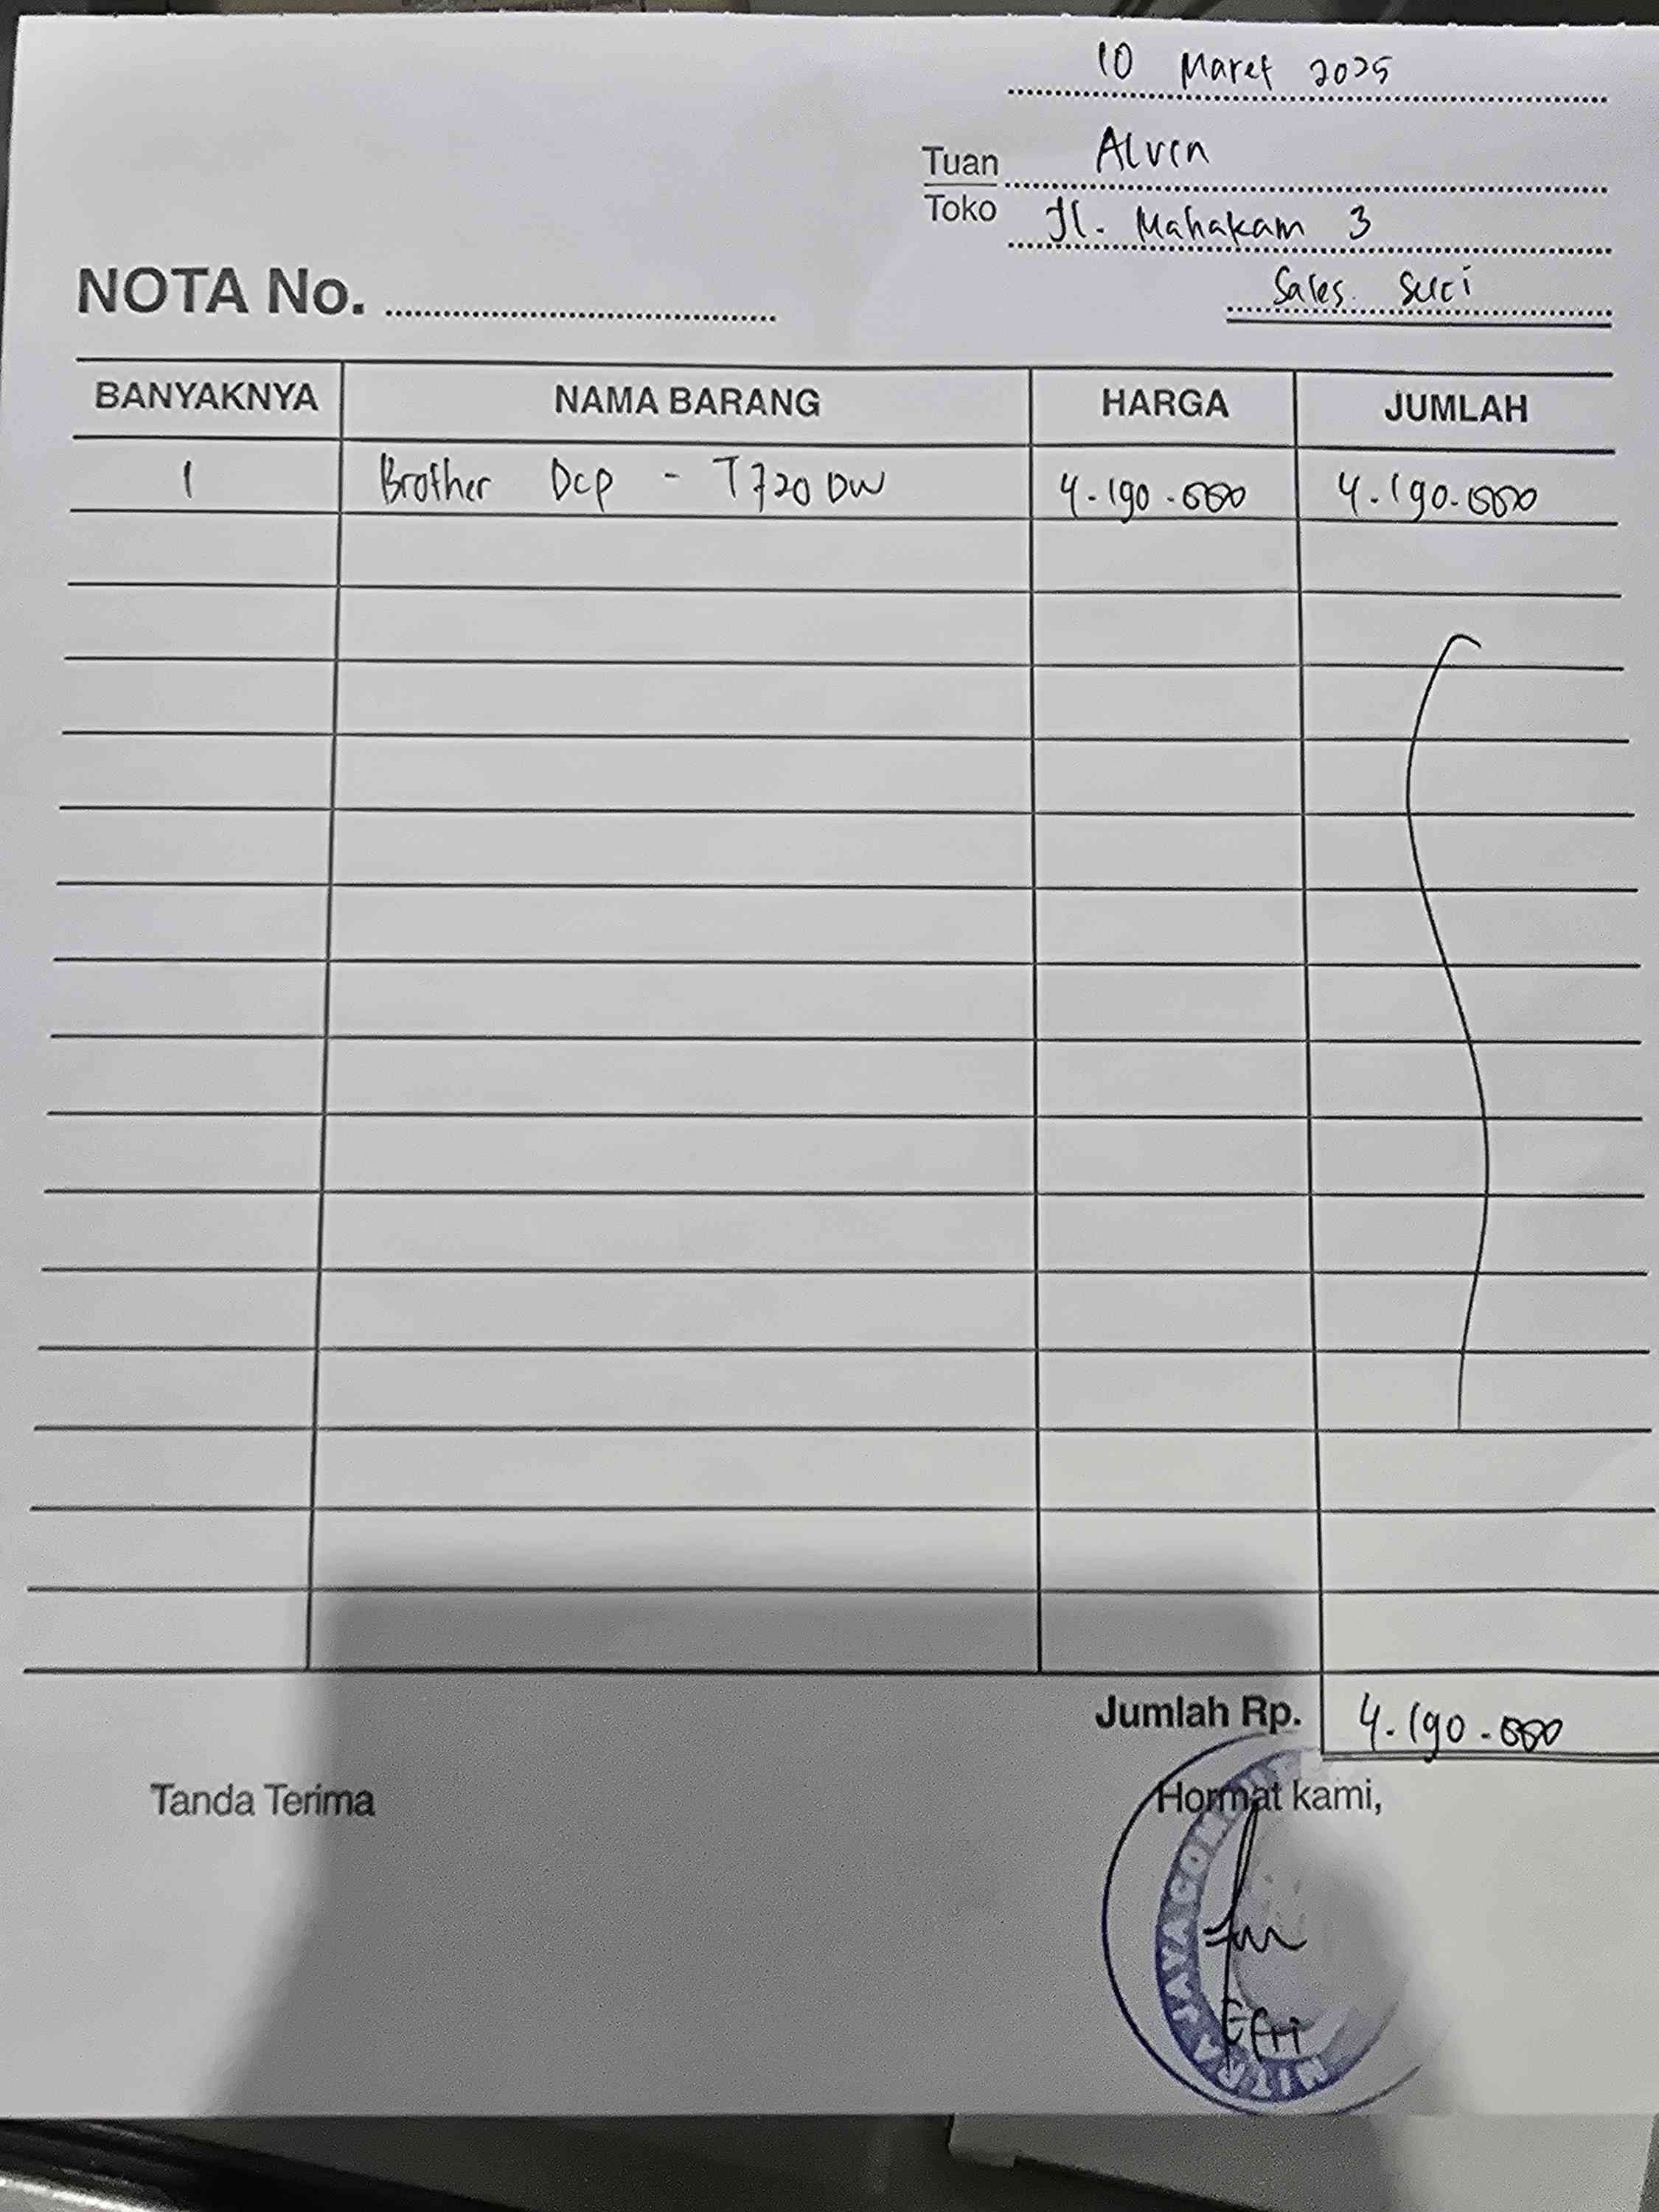 10 Maret 2025
Tuan Alven
Toko Jl. Mahakam 3
NOTA No. Sales Suci
BANYAKNYA NAMA BARANG HARGA JUMLAH
1 Brother Dcp - T720 DW 4.190.000 4.190.000
Jumlah Rp. 4.190.000
Tanda Terima Hormat kami,
MITRA JAYA